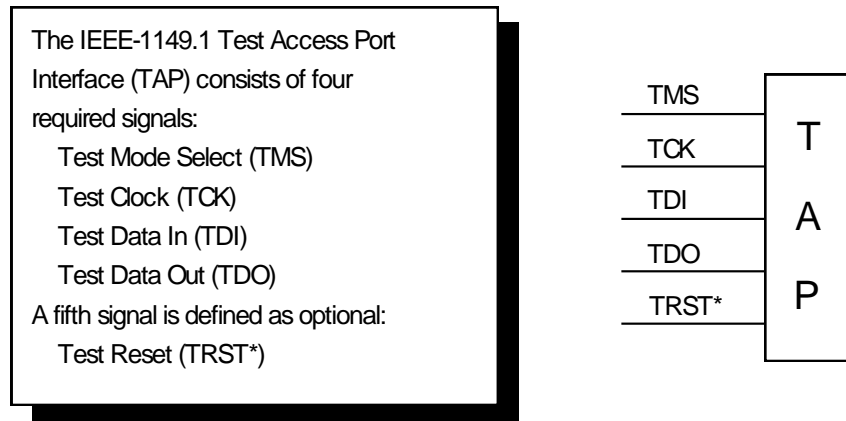 The IEEE-1149.1 Test Access Port
Interface (TAP) consists of four
required signals:
Test Mode Select (TMS)
Test Clock (TCK)
Test Data In (TDI)
Test Data Out (TDO)
A fifth signal is defined as optional:
Test Reset (TRST*)
TMS
TCK
TDI
TDO
TRST*
T
A
P